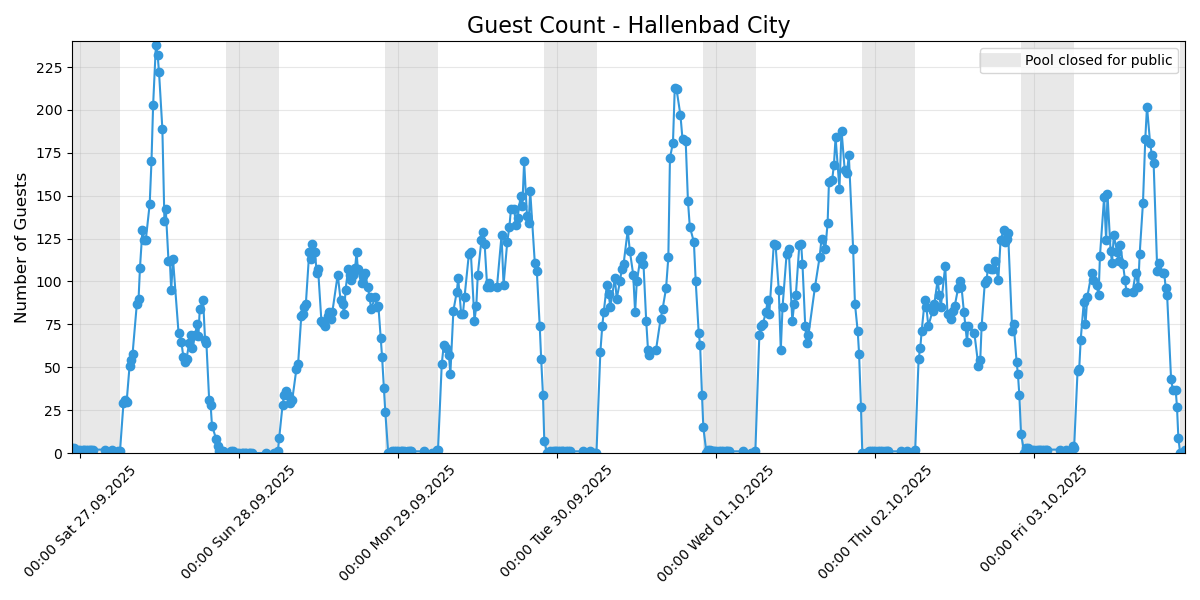 Guest Count - Hallenbad City
Pool closed for public
Number of Guests
225
200
175
150
125
100
75
50
25
0
00:00 Sat 27.09.2025
00:00 Sun 28.09.2025
00:00 Mon 29.09.2025
00:00 Tue 30.09.2025
00:00 Wed 01.10.2025
00:00 Thu 02.10.2025
00:00 Fri 03.10.2025